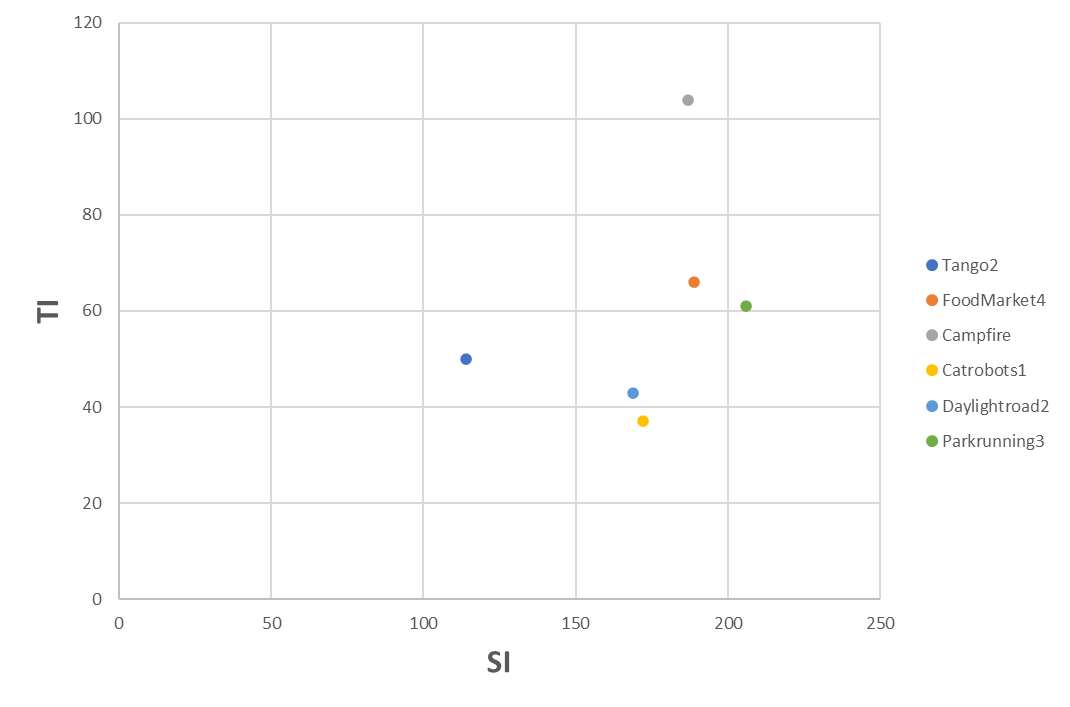 120
100
80
60
40
20
0
0 50 100 150 200 250
TI
SI
Tango2
FoodMarket4
Campfire
Catrobots1
Daylightroad2
Parkrunning3